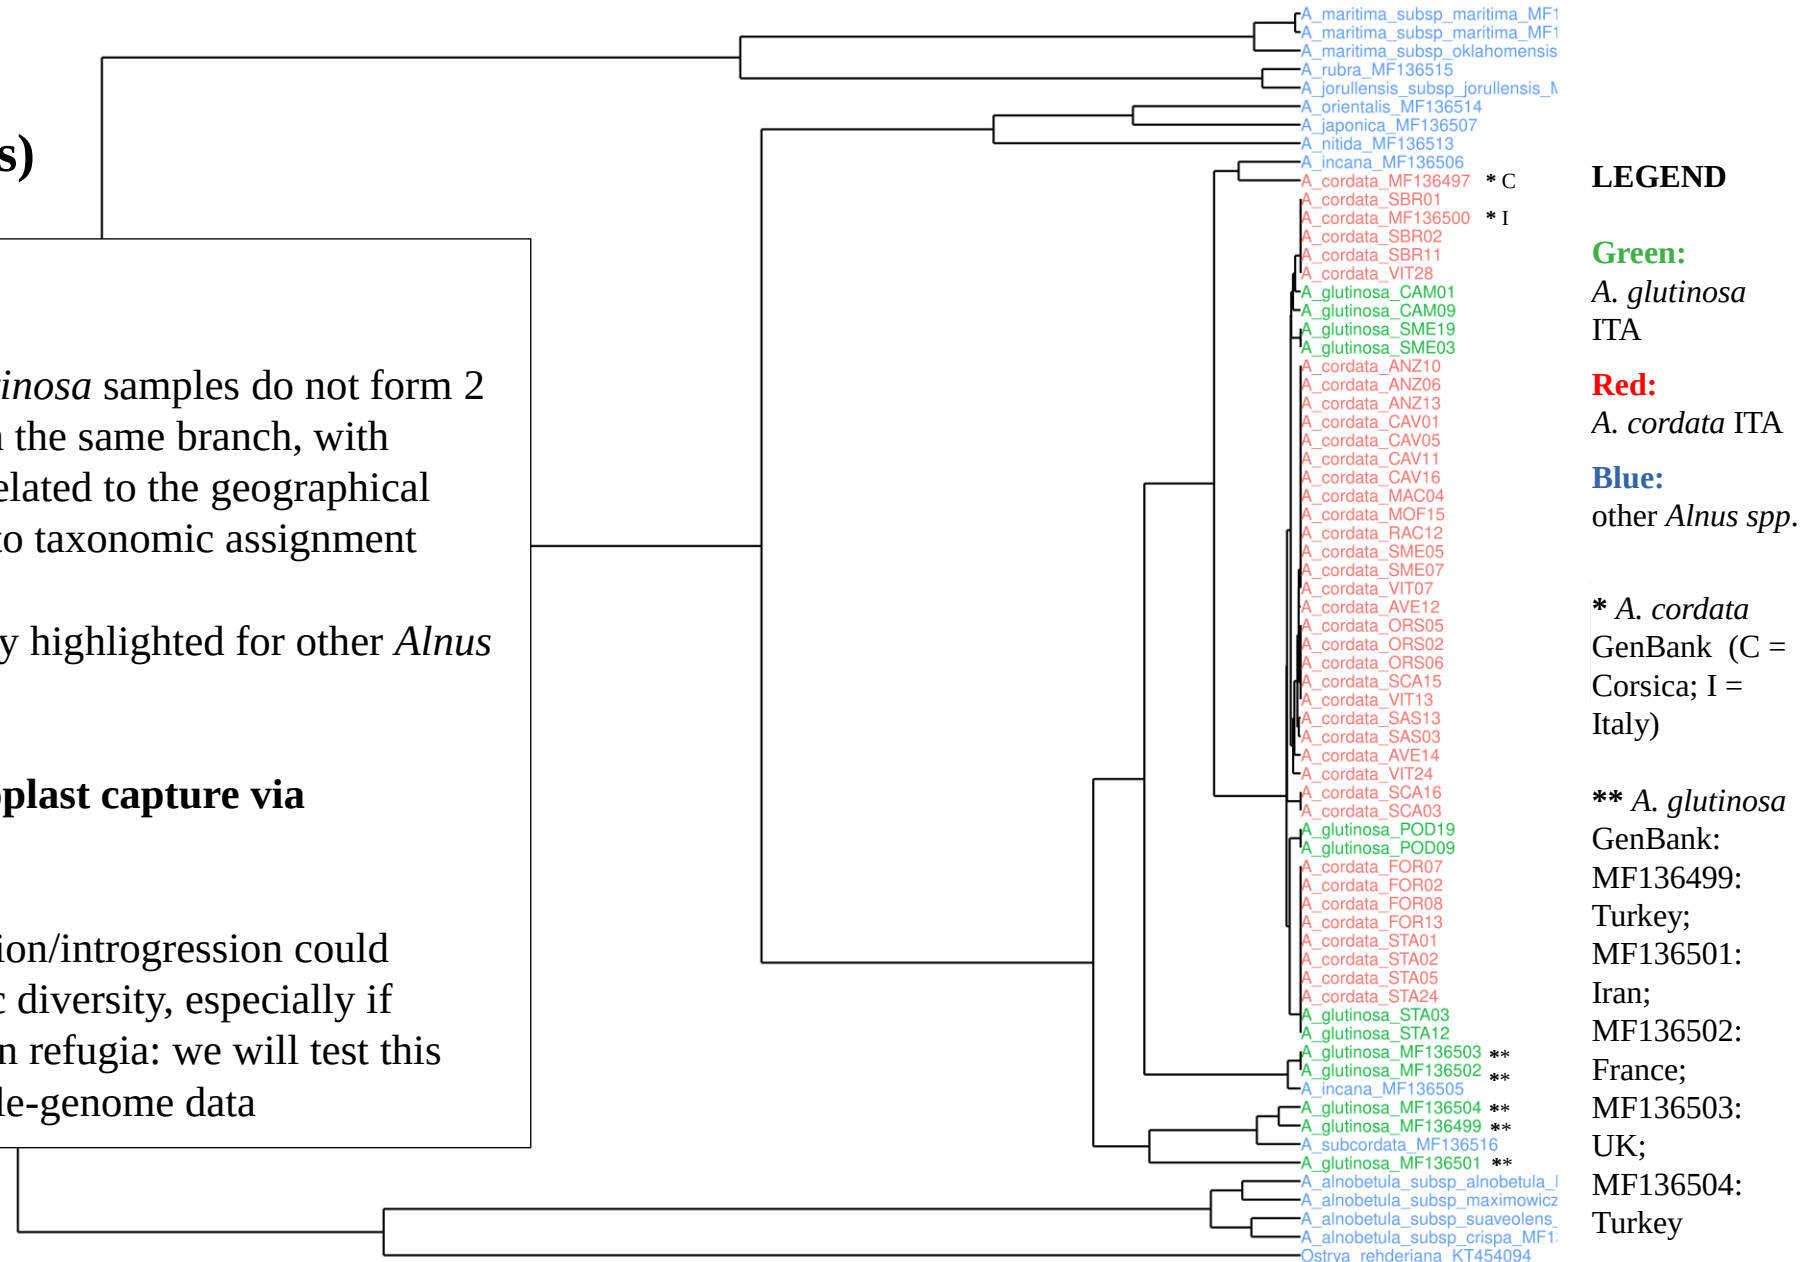 s)
inosa samples do not form 2
the same branch, with
elated to the geographical
to taxonomic assignment
y highlighted for other Alnus
oplast capture via
ion/introgression could
c diversity, especially if
n refugia: we will test this
le-genome data
A_maritima_subsp_maritima_MF1
A_maritima_subsp_maritima_MF1
A_maritima_subsp_oklahomensis
A_rubra_MF136515
A_jorullensis_subsp_jorullensis_M
A_orientalis_MF136514
A_japonica_MF136507
A_nitida_MF136513
A_incana_MF136506
A_cordata_MF136497 * C
A_cordata_SBR01
A_cordata_MF136500 * I
A_cordata_SBR02
A_cordata_SBR11
A_cordata_VIT28
A_glutinosa_CAM01
A_glutinosa_CAM09
A_glutinosa_SME19
A_glutinosa_SME03
A_cordata_ANZ10
A_cordata_ANZ06
A_cordata_ANZ13
A_cordata_CAV01
A_cordata_CAV05
A_cordata_CAV11
A_cordata_CAV16
A_cordata_MAC04
A_cordata_MOF15
A_cordata_RAC12
A_cordata_SME05
A_cordata_SME07
A_cordata_VIT07
A_cordata_AVE12
A_cordata_ORS05
A_cordata_ORS02
A_cordata_ORS06
A_cordata_SCA15
A_cordata_VIT13
A_cordata_SAS13
A_cordata_SAS03
A_cordata_AVE14
A_cordata_VIT24
A_cordata_SCA16
A_cordata_SCA03
A_glutinosa_POD19
A_glutinosa_POD09
A_cordata_FOR07
A_cordata_FOR02
A_cordata_FOR08
A_cordata_FOR13
A_cordata_STA01
A_cordata_STA02
A_cordata_STA05
A_cordata_STA24
A_glutinosa_STA03
A_glutinosa_STA12
A_glutinosa_MF136503 **
A_glutinosa_MF136502 **
A_incana_MF136505
A_glutinosa_MF136504 **
A_glutinosa_MF136499 **
A_subcordata_MF136516
A_glutinosa_MF136501 **
A_alnobetula_subsp_alnobetula_
A_alnobetula_subsp_maximowicz
A_alnobetula_subsp_suaveolens_
A_alnobetula_subsp_crispa_MF1
Ostrya_rehderiana_KT454094
LEGEND
Green:
A. glutinosa
ITA
Red:
A. cordata ITA
Blue:
other Alnus spp.
* A. cordata
GenBank (C =
Corsica; I =
Italy)
** A. glutinosa
GenBank:
MF136499:
Turkey;
MF136501:
Iran;
MF136502:
France;
MF136503:
UK;
MF136504:
Turkey